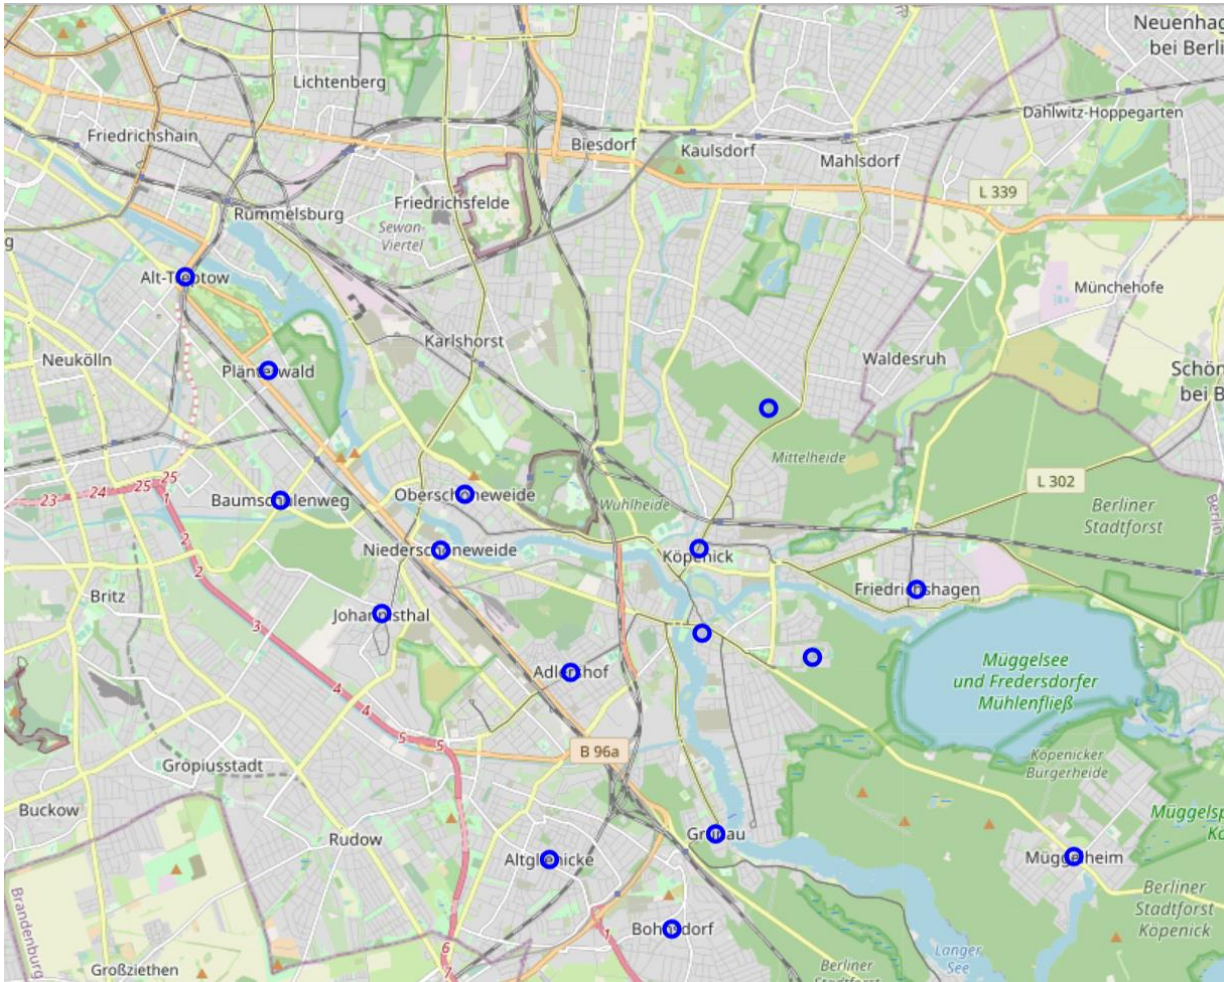 Neuenhag
bei Berli
Lichtenberg
Dahlwitz-Hoppegarten
Friedrichshain
Biesdorf
Kaulsdorf
Mahlsdorf
L 339
Friedrichsfelde
Rummelsburg
Sewan-
Viertel
g
Alt-Treptow
Münchehofe
Karlshorst
Neukölln
Waldesruh
Plänterwald
Schön
bei B
Mittelheide
25
25
24
23
1
L 302
Baumschulenweg
Oberschöneweide
Wuhlheide
Berliner
Stadtforst
Berlin
2
Niederschöneweide
Köpenick
2
Friedrichshagen
Britz
Johannisthal
3
Müggelsee
und Fredersdorfer
Mühlenfließ
Adlershof
4
4
5
5
B 96a
Gropiusstadt
Köpenicker
Burgerheide
6
Buckow
Rudow
Müggelsp
Grünau
Altglienicke
Müggelheim
Berliner
Stadtforst
Köpenick
Brandenburg
Bohnsdorf
1
6
7
Langer
See
Großziethen
Berliner
Stadtforst